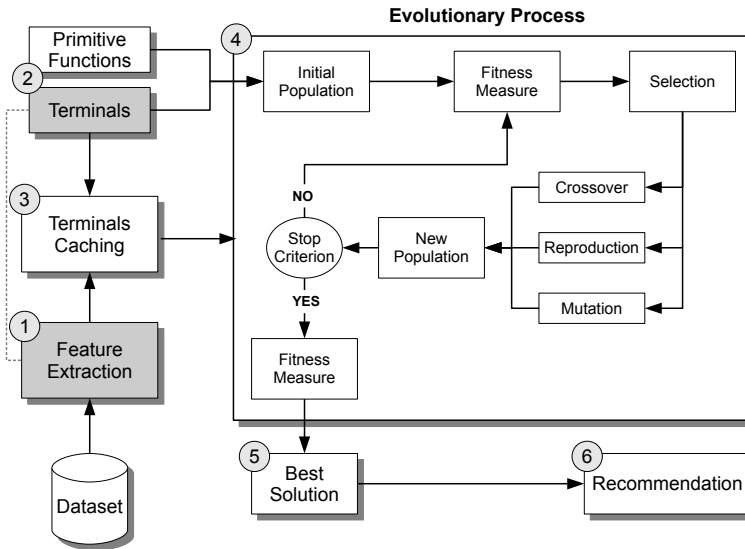 Evolutionary Process
Primitive
Functions
2
Terminals
3
Terminals
Caching
1
Feature
Extraction
Dataset
4
Initial
Population
Fitness
Measure
Selection
Crossover
Reproduction
Mutation
New
Population
Stop
Criterion
NO
YES
Fitness
Measure
5
Best
Solution
6
Recommendation